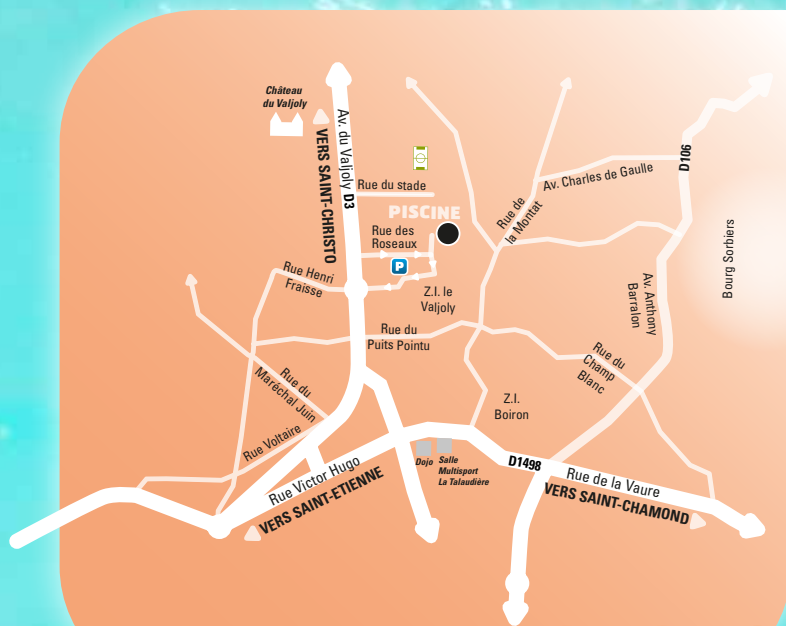 Château
du Valjoly
Av. du Valjoly D3
VERS SAINT-CHRISTO
Rue du stade
PISCINE
Rue des
Roseaux
P
Rue Henri
Fraisse
Z.I. le
Valjoly
Rue du
Puits Pointu
Rue de
la Montat
Av. Charles de Gaulle
D106
Bourg Sorbiers
Av. Anthony
Barralon
Rue du
Champ
Blanc
Rue du
Maréchal Juin
Rue Voltaire
Z.I.
Boiron
Rue Victor Hugo
VERS SAINT-ETIENNE
Dojo
Salle
Multisport
La Talaudière
D1498
Rue de la Vaure
VERS SAINT-CHAMOND